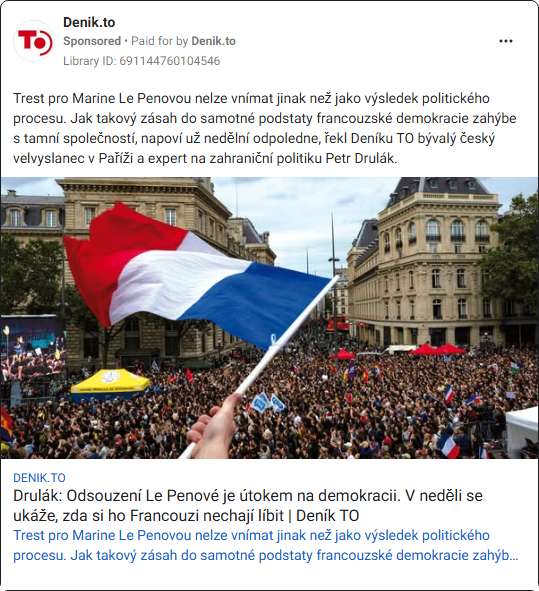 Denik.to
Sponsored • Paid for by Denik.to
Library ID: 691144760104546
Trest pro Marine Le Penovou nelze vnímat jinak než jako výsledek politického
procesu. Jak takový zásah do samotné podstaty francouzské demokracie zahýbe
s tamní společností, napoví už nedělní odpoledne, řekl Deníku TO bývalý český
velvyslanec v Paříži a expert na zahraniční politiku Petr Drulák.
DENIK.TO
Drulák: Odsouzení Le Penové je útokem na demokracii. V neděli se
ukáže, zda si ho Francouzi nechají líbit | Deník TO
Trest pro Marine Le Penovou nelze vnímat jinak než jako výsledek politického
procesu. Jak takový zásah do samotné podstaty francouzské demokracie zahýb...